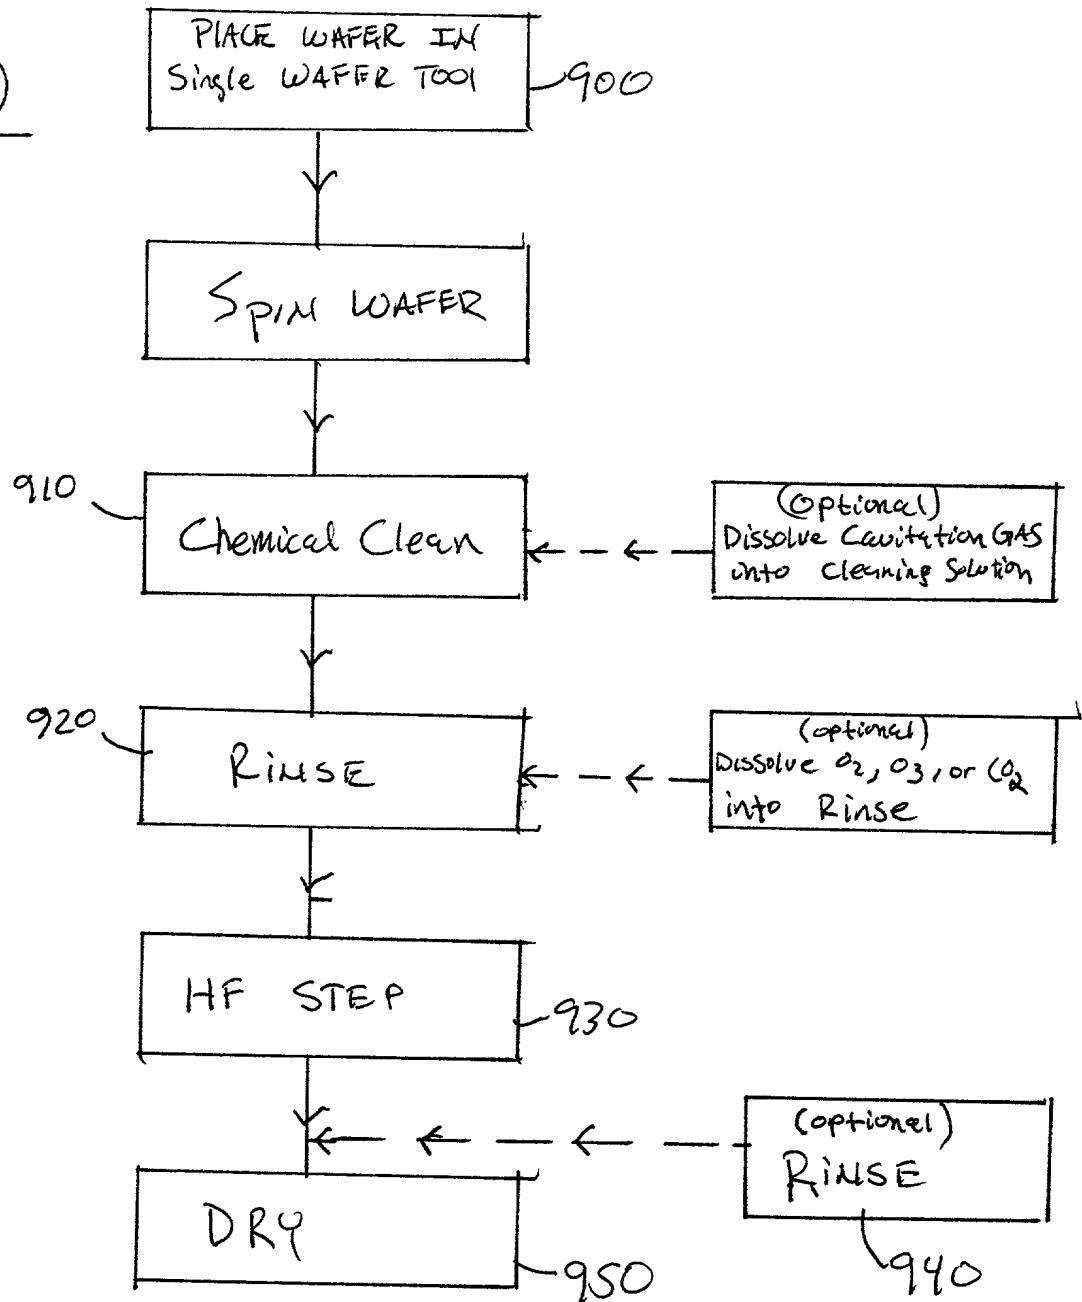 PLACE WAFER IN
Single WAFER TOOL
900
SPIN WAFER
910
Chemical Clean
(optional)
Dissolve Cavitation GAS
into Cleaning Solution
920
RINSE
(optional)
Dissolve O2, O3, or CO2
into Rinse
HF STEP
930
(optional)
RINSE
940
DRY
950